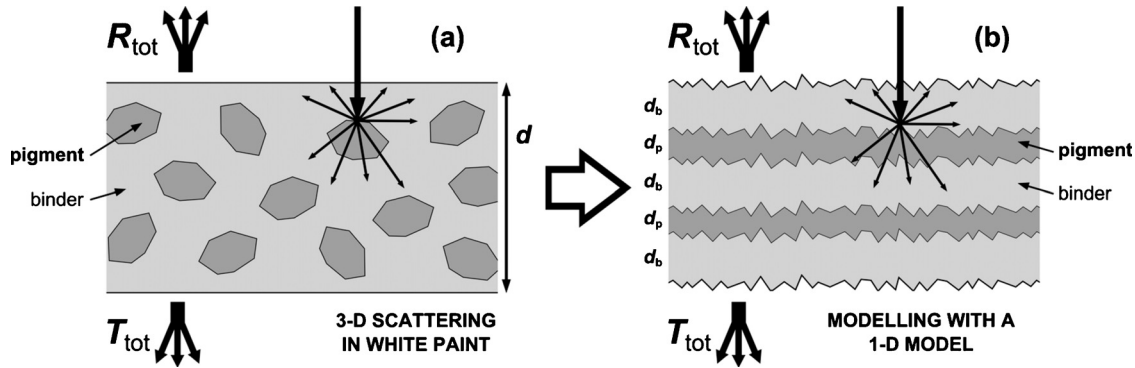 R_tot
(a)
d
pigment
binder
T_tot
3-D SCATTERING
IN WHITE PAINT
R_tot
(b)
d_b
d_p
d_b
d_p
d_b
pigment
binder
T_tot
MODELLING WITH A
1-D MODEL